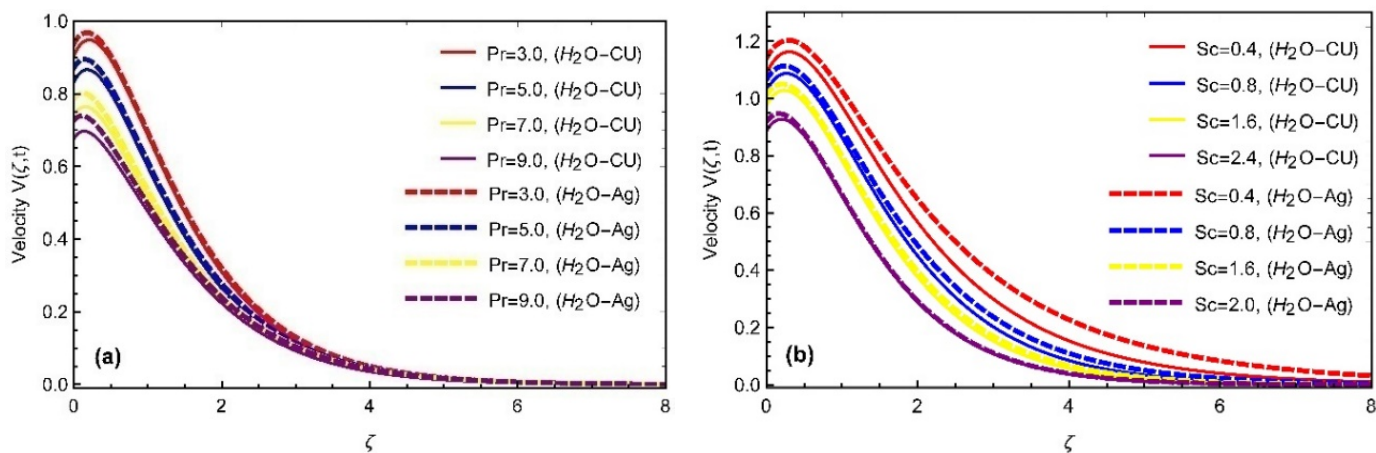 1.0
0.8
0.6
0.4
0.2
0.0
Velocity V(ζ,t)
Pr=3.0, (H2O–CU)
Pr=5.0, (H2O–CU)
Pr=7.0, (H2O–CU)
Pr=9.0, (H2O–CU)
Pr=3.0, (H2O–Ag)
Pr=5.0, (H2O–Ag)
Pr=7.0, (H2O–Ag)
Pr=9.0, (H2O–Ag)
(a)
0 2 4 6 8
ζ
1.2
1.0
0.8
0.6
0.4
0.2
0.0
Velocity V(ζ,t)
Sc=0.4, (H2O–CU)
Sc=0.8, (H2O–CU)
Sc=1.6, (H2O–CU)
Sc=2.4, (H2O–CU)
Sc=0.4, (H2O–Ag)
Sc=0.8, (H2O–Ag)
Sc=1.6, (H2O–Ag)
Sc=2.0, (H2O–Ag)
(b)
0 2 4 6 8
ζ